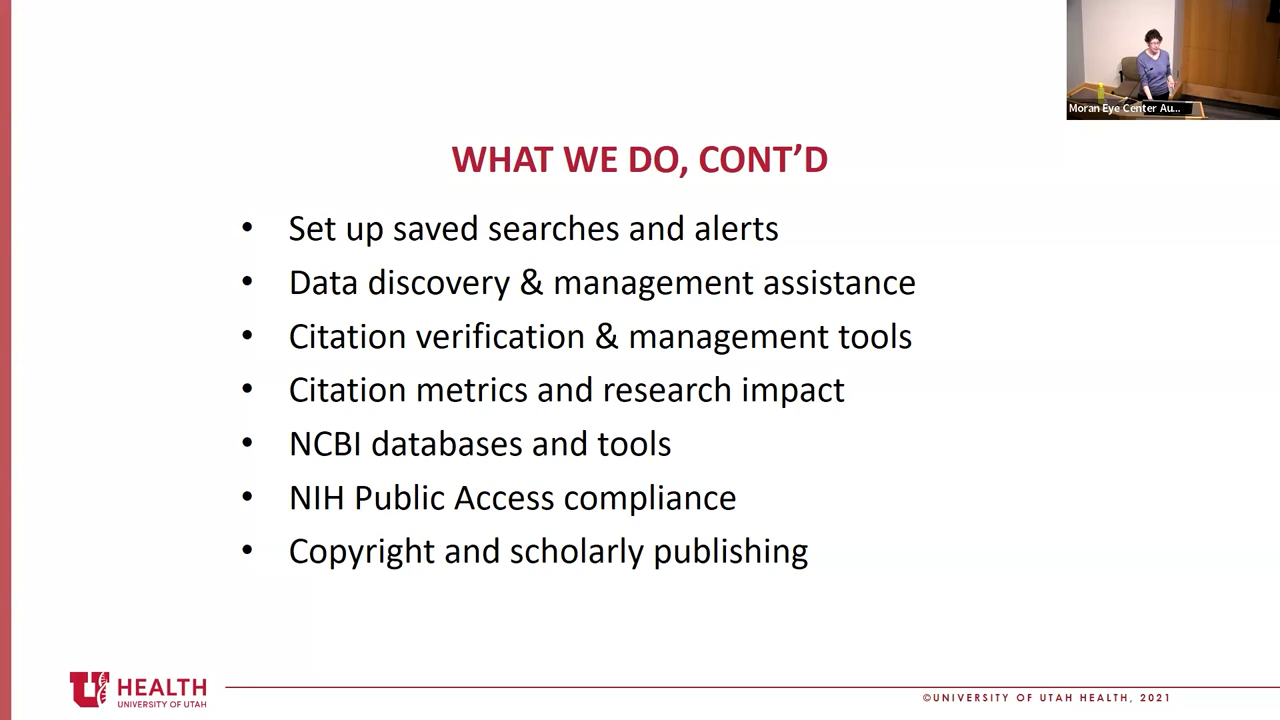 Moran Eye Center Au...
WHAT WE DO, CONT’D
• Set up saved searches and alerts
• Data discovery & management assistance
• Citation verification & management tools
• Citation metrics and research impact
• NCBI databases and tools
• NIH Public Access compliance
• Copyright and scholarly publishing
U HEALTH
UNIVERSITY OF UTAH
©UNIVERSITY OF UTAH HEALTH, 2021